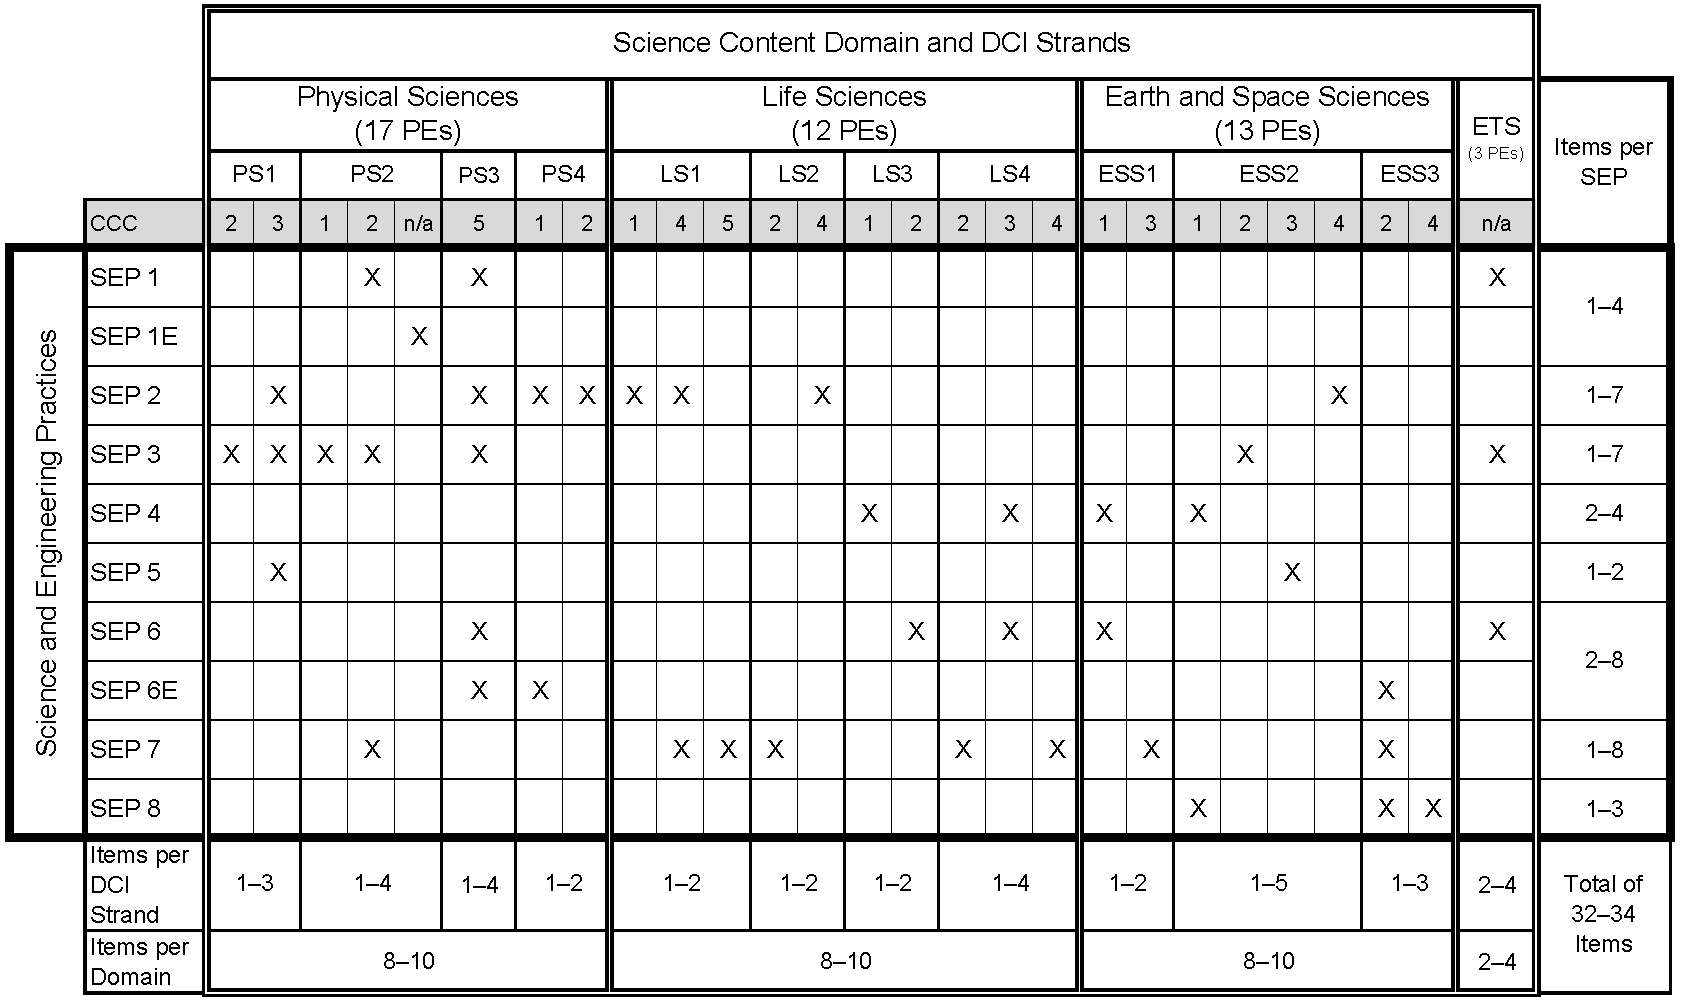 Science Content Domain and DCI Strands
Physical Sciences
(17 PEs)
Life Sciences
(12 PEs)
Earth and Space Sciences
(13 PEs)
ETS
(3 PEs)
Items per
SEP
PS1 PS2 PS3 PS4 LS1 LS2 LS3 LS4 ESS1 ESS2 ESS3
CCC 2 3 1 2 n/a 5 1 2 1 4 5 2 4 1 2 2 3 4 1 3 1 2 3 4 2 4 n/a
Science and Engineering Practices
SEP 1 X X X
1–4
SEP 1E X
SEP 2 X X X X X X X X 1–7
SEP 3 X X X X X X X 1–7
SEP 4 X X X X 2–4
SEP 5 X X 1–2
SEP 6 X X X X X
2–8
SEP 6E X X X
SEP 7 X X X X X X X X 1–8
SEP 8 X X X 1–3
Items per
DCI
Strand
1–3 1–4 1–4 1–2 1–2 1–2 1–2 1–4 1–2 1–5 1–3 2–4
Total of
32–34
Items
Items per
Domain
8–10 8–10 8–10 2–4